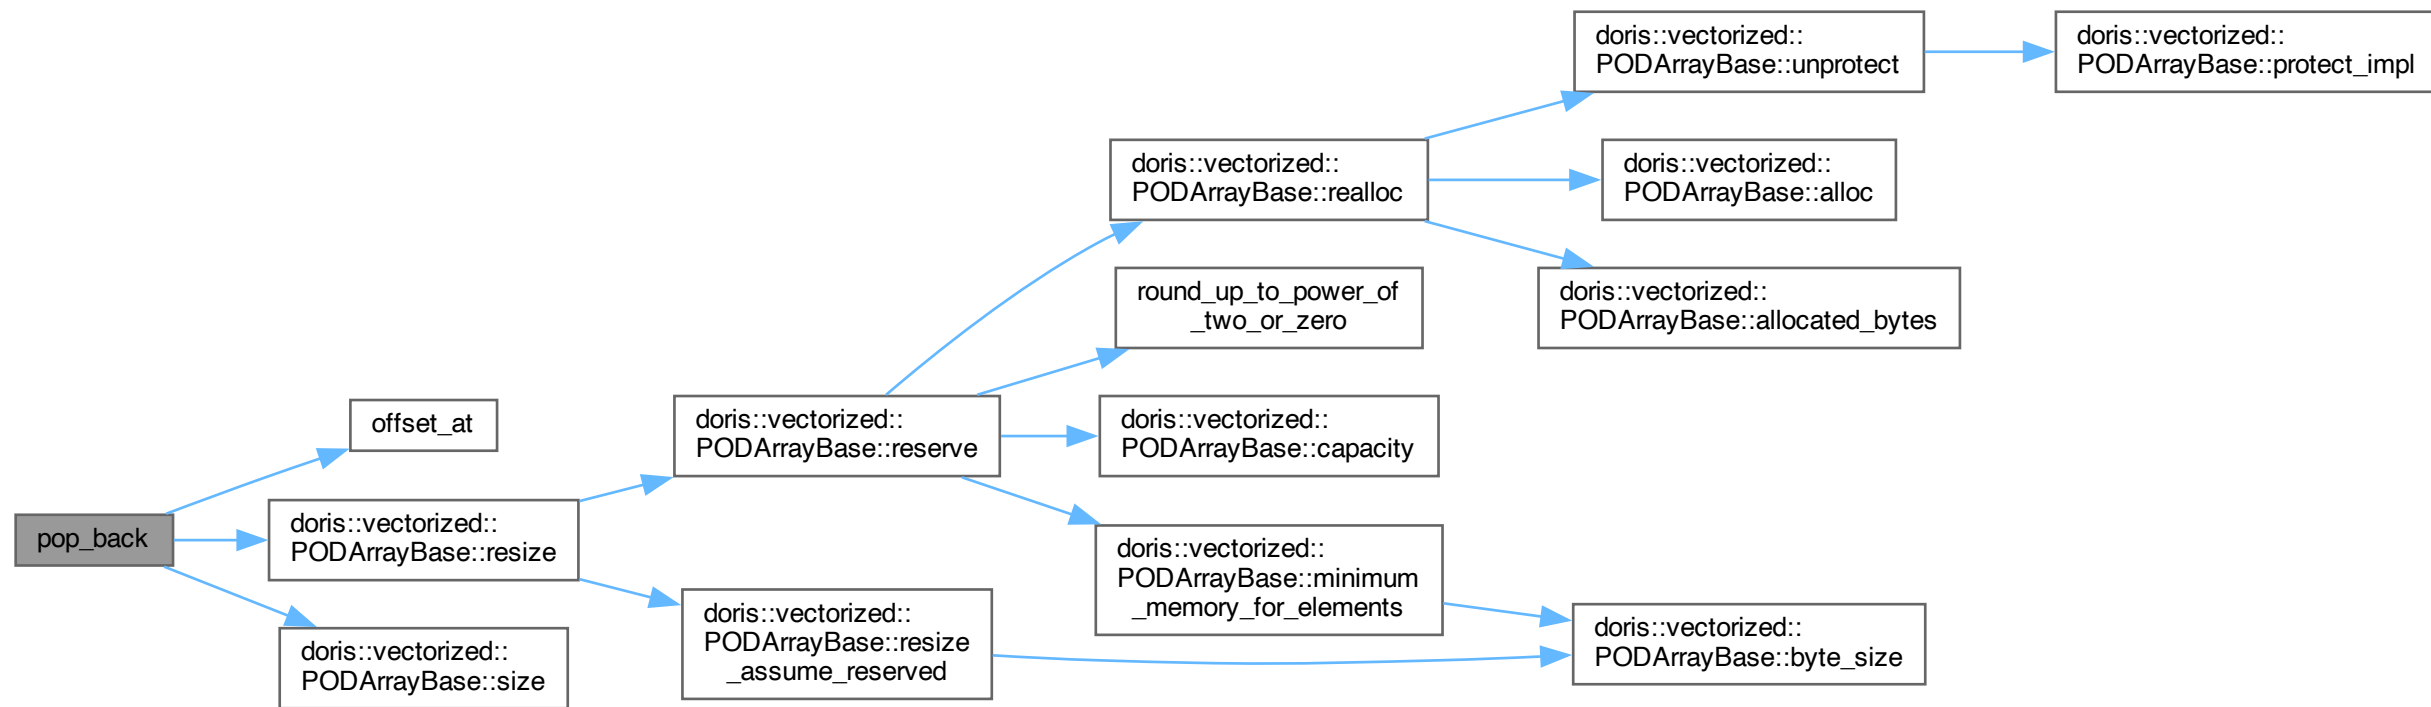 pop_back
offset_at
doris::vectorized::
PODArrayBase::resize
doris::vectorized::
PODArrayBase::size
doris::vectorized::
PODArrayBase::reserve
doris::vectorized::
PODArrayBase::resize
_assume_reserved
doris::vectorized::
PODArrayBase::realloc
round_up_to_power_of
_two_or_zero
doris::vectorized::
PODArrayBase::capacity
doris::vectorized::
PODArrayBase::minimum
_memory_for_elements
doris::vectorized::
PODArrayBase::unprotect
doris::vectorized::
PODArrayBase::alloc
doris::vectorized::
PODArrayBase::allocated_bytes
doris::vectorized::
PODArrayBase::byte_size
doris::vectorized::
PODArrayBase::protect_impl